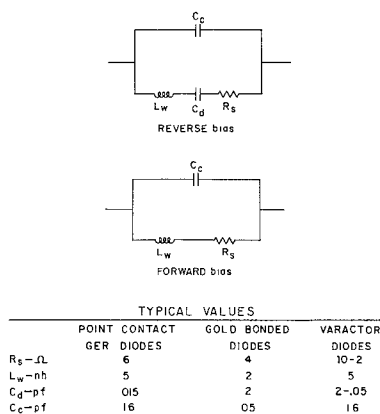 Cc
Lw Cd Rs
REVERSE bias
Cc
Lw Rs
FORWARD bias
TYPICAL VALUES
POINT CONTACT GOLD BONDED VARACTOR
GER DIODES DIODES DIODES
Rs-Ω 6 4 10-2
Lw-nh 5 2 5
Cd-pf 015 2 2-.05
Cc-pf 16 05 16